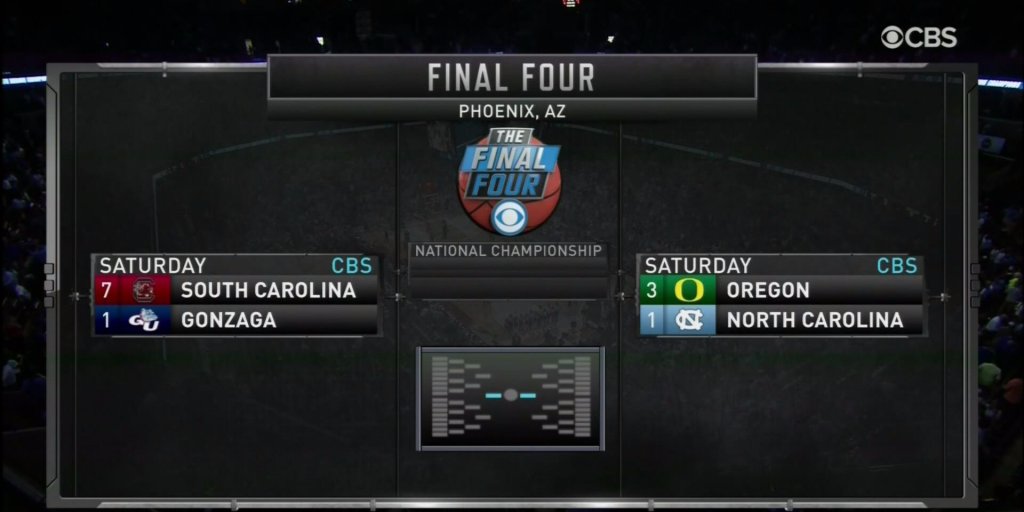 CBS
FINAL FOUR
PHOENIX, AZ
THE
FINAL
FOUR
NATIONAL CHAMPIONSHIP
SATURDAY CBS
7 SOUTH CAROLINA
1 GU GONZAGA
SATURDAY CBS
3 O OREGON
1 NC NORTH CAROLINA